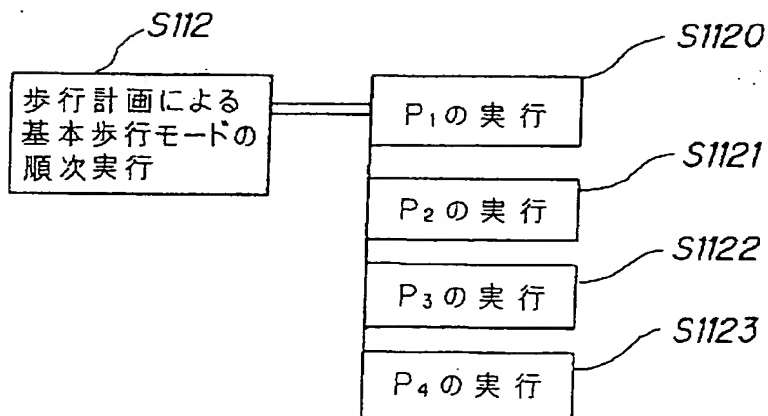 S112
歩行計画による
基本歩行モードの
順次実行
S1120
P₁の実行
S1121
P₂の実行
S1122
P₃の実行
S1123
P₄の実行